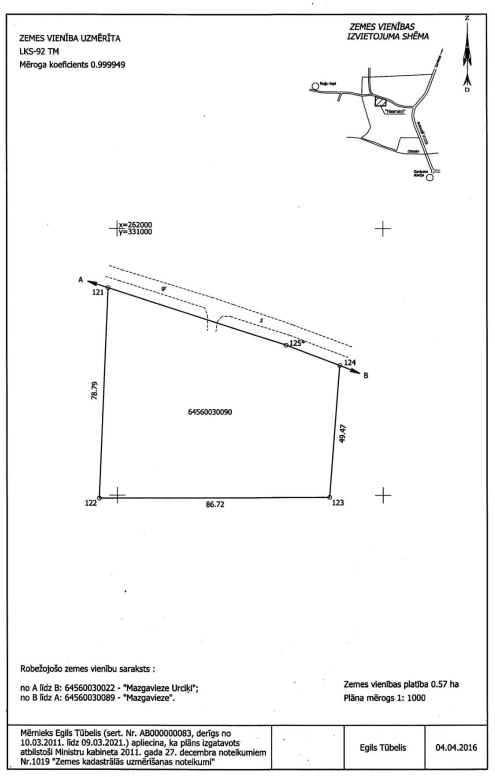 ZEMES VIENĪBA UZMĒRĪTA
LKS-92 TM
Mēroga koeficients 0.999949
ZEMES VIENĪBAS
IZVIETOJUMA SHĒMA
Z
D
"Hasmaņi"
x=262000
y=331000
A
121
gr
s
125*
124
B
78.79
64560030090
49.47
122
86.72
123
Robežojošo zemes vienību saraksts :
no A līdz B: 64560030022 - "Mazgavieze Urciķi";
no B līdz A: 64560030089 - "Mazgavieze".
Zemes vienības platība 0.57 ha
Plāna mērogs 1: 1000
Mērnieks Egils Tūbelis (sert. Nr. AB000000083, derīgs no
10.03.2011. līdz 09.03.2021.) apliecina, ka plāns izgatavots
atbilstoši Ministru kabineta 2011. gada 27. decembra noteikumiem
Nr.1019 "Zemes kadastrālās uzmērīšanas noteikumi"
Egils Tūbelis
04.04.2016